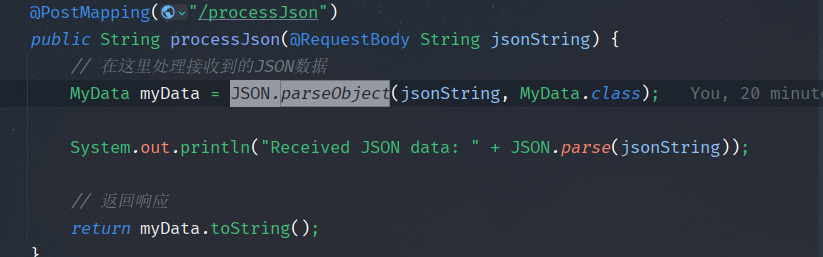 @PostMapping("/processJson")
public String processJson(@RequestBody String jsonString) {
// 在这里处理接收到的JSON数据
MyData myData = JSON.parseObject(jsonString, MyData.class); You, 20 minut
System.out.println("Received JSON data: " + JSON.parse(jsonString));
// 返回响应
return myData.toString();
}